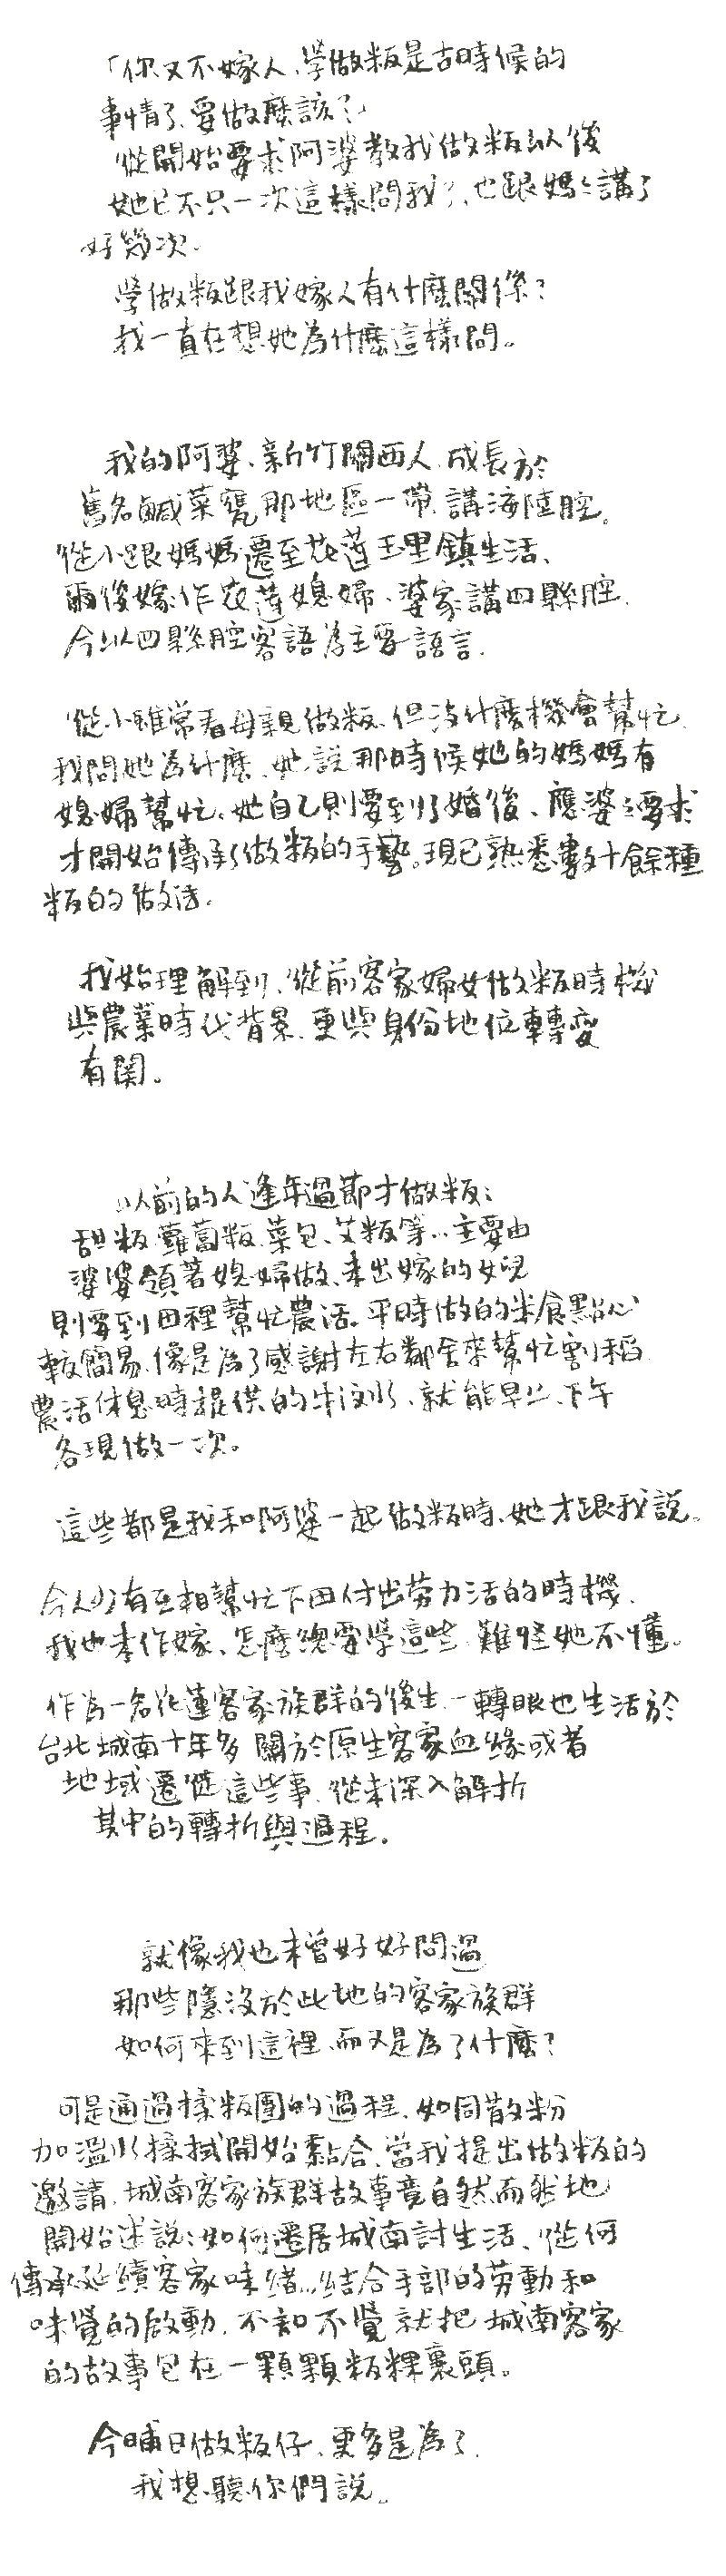 「你又不嫁人、學做粄是古時候的
事情了、要做麼該?」
從開始要求阿婆教我做粄以後
她已不只一次這樣問我了、也跟媽媽講了
好幾次。
學做粄跟我嫁人有什麼關係?
我一直在想她為什麼這樣問。
我的阿婆、新竹關西人、成長於
舊名鹹菜甕那地區一帶、講海陸腔。
從小跟媽媽遷至花蓮玉里鎮生活、
爾後嫁作花蓮媳婦、婆家講四縣腔、
今以四縣腔客語為主要語言。
從小雖常看母親做粄、但沒什麼機會幫忙、
我問她為什麼、她說那時候她的媽媽有
媳婦幫忙。她自己則要到了婚後、應婆婆要求
才開始傳承做粄的手藝。現已熟悉數十餘種
粄的做法。
我始理解到、從前客家婦女做粄時機
與農業時代背景、更與身份地位轉變
有関。
以前的人逢年過節才做粄:
甜粄、蘿蔔粄、菜包、艾粄等…主要由
婆婆領著媳婦做、未出嫁的女兒
則要到田裡幫忙農活。平時做的米食點心
較簡易、像是為了感謝左右鄰舍來幫忙割稻、
農活休息時提供的牛汶水、就能早上、下午
各現做一次。
這些都是我和阿婆一起做粄時、她才跟我說。
今人少有互相幫忙下田付出勞力活的時機、
我也未作嫁、怎麼總要學這些、難怪她不懂。
作為一名花蓮客家族群的後生、一轉眼也生活於
台北城南十年多、關於原生客家血緣或者
地域遷徙這些事、從未深入解析
其中的轉折與過程。
就像我也未曾好好問過
那些隱沒於此地的客家族群
如何來到這裡、而又是為了什麼?
可是通過揉粄團的過程、如同散粉
加溫水揉拭開始黏合、當我提出做粄的
邀請、城南客家族群故事竟自然而然地
開始述說:如何遷居城南討生活、從何
傳承延續客家味緒…結合手部的勞動和
味覺的啟動、不知不覺就把城南客家
的故事包在一顆顆粄粿裏頭。
今晡日做粄仔、更多是為了、
我想聽你們說。